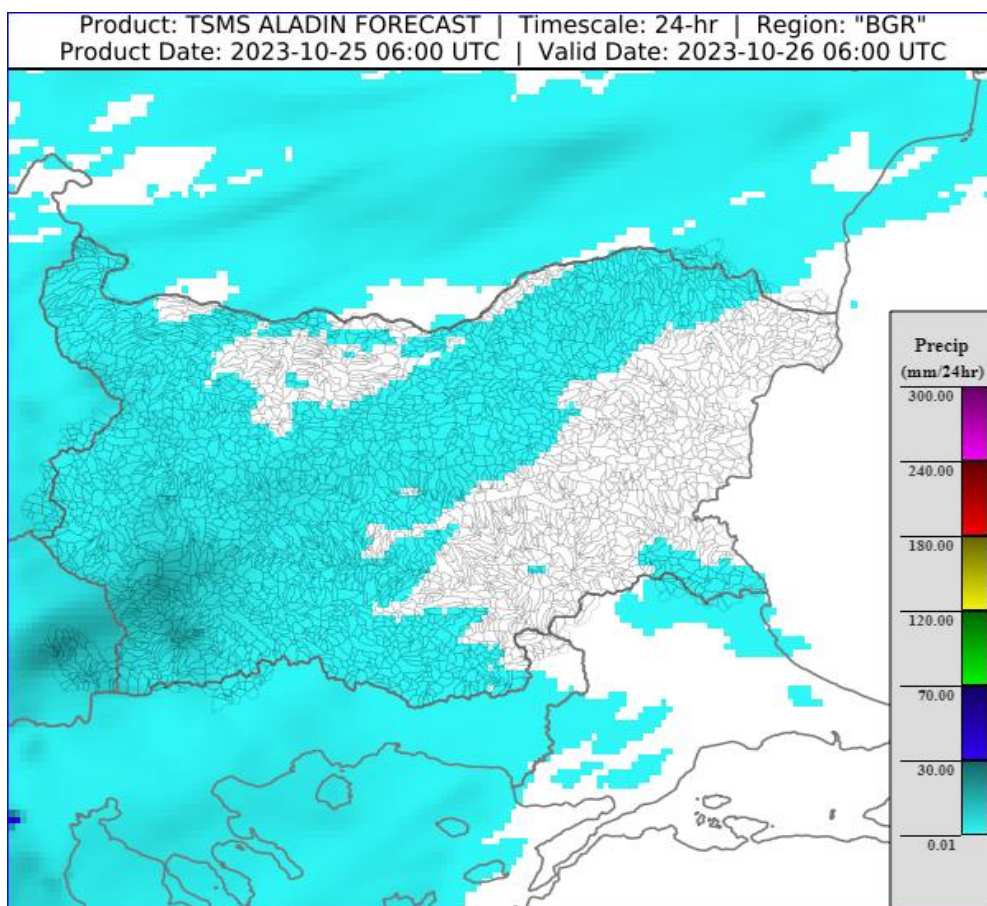 Product: TSMS ALADIN FORECAST | Timescale: 24-hr | Region: "BGR"
Product Date: 2023-10-25 06:00 UTC | Valid Date: 2023-10-26 06:00 UTC
Precip
(mm/24hr)
300.00
240.00
180.00
120.00
70.00
30.00
0.01